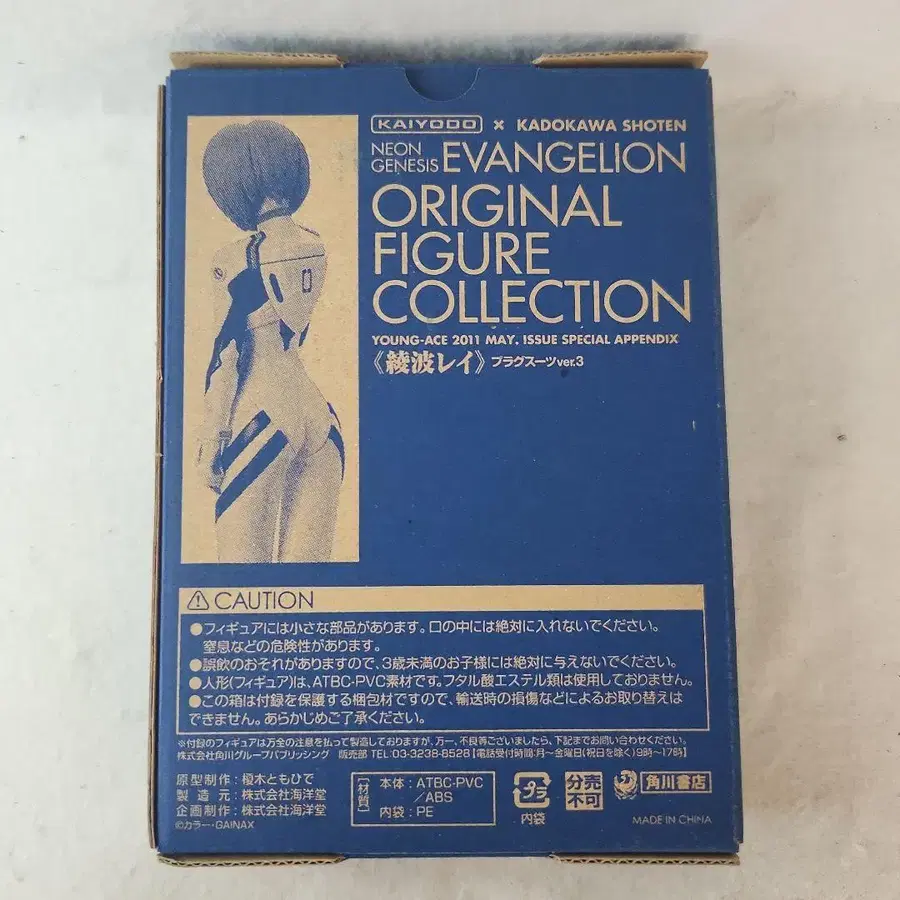 KAIYODO × KADOKAWA SHOTEN
NEON GENESIS EVANGELION
ORIGINAL
FIGURE
COLLECTION
YOUNG-ACE 2011 MAY. ISSUE SPECIAL APPENDIX
《綾波レイ》プラグスーツver.3
CAUTION
●フィギュアには小さな部品があります。口の中には絶対に入れないでください。
窒息などの危険性があります。
●誤飲のおそれがありますので、3歳未満のお子様には絶対に与えないでください。
●人形(フィギュア)は、ATBC-PVC素材です。フタル酸エステル類は使用しておりません。
●この箱は付録を保護する梱包材ですので、輸送時の損傷などによるお取り替えは
できません。あらかじめご了承ください。
※付録のフィギュアは万全の注意を払って製造しておりますが、万一、不良等ございましたら、下記までお問い合わせください。
株式会社角川グループパブリッシング 販売部 TEL:03-3238-8528【電話受付時間:月〜金曜日(祝日を除く)9時〜17時】
原型制作:榎木ともひで
製造元:株式会社海洋堂
企画制作:株式会社海洋堂
©カラー・GAINAX
[材質]
本体:ATBC-PVC
/ABS
内袋:PE
プラ
内袋
分売
不可
角川書店
MADE IN CHINA